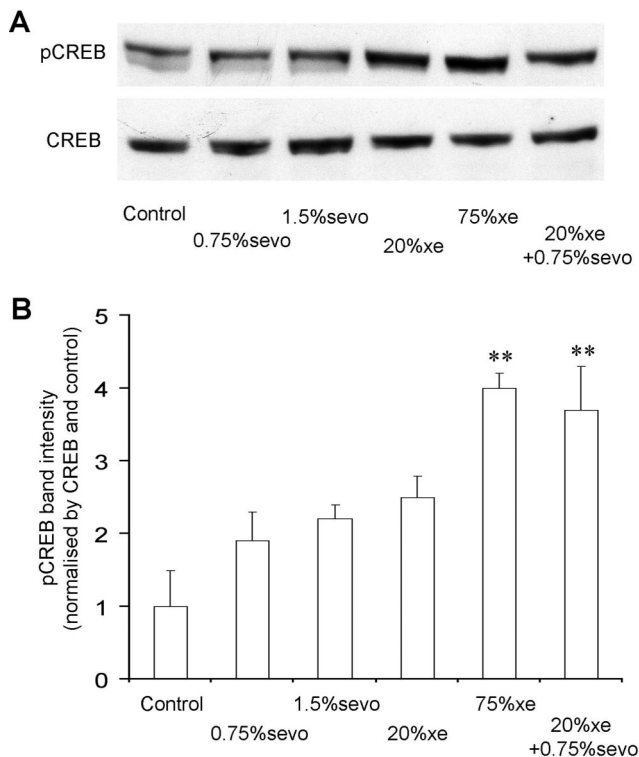 A
pCREB
CREB
Control
0.75%sevo
1.5%sevo
20%xe
75%xe
20%xe
+0.75%sevo
B
pCREB band intensity
(normalised by CREB and control)
5
4
3
2
1
0
**
**
Control
0.75%sevo
1.5%sevo
20%xe
75%xe
20%xe
+0.75%sevo